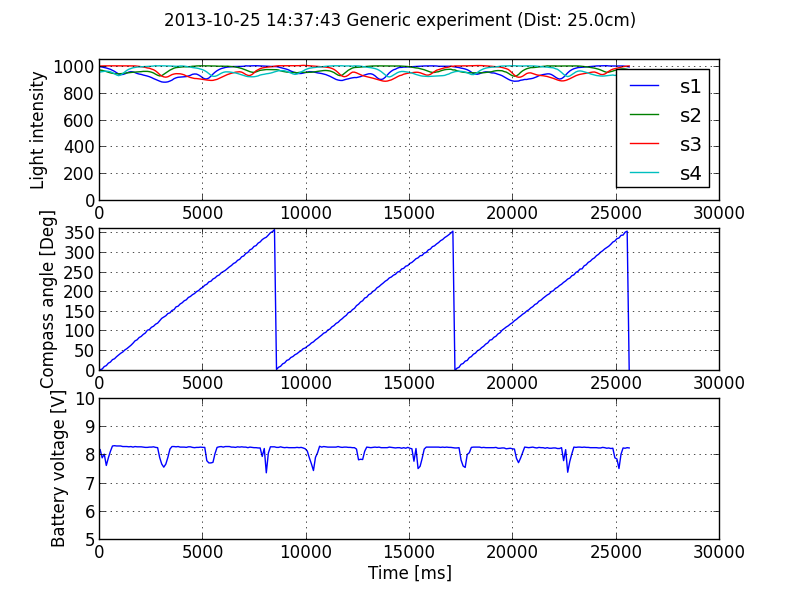 2013-10-25 14:37:43 Generic experiment (Dist: 25.0cm)
Light intensity
1000
800
600
400
200
0
s1
s2
s3
s4
0 5000 10000 15000 20000 25000 30000
Compass angle [Deg]
350
300
250
200
150
100
50
0
0 5000 10000 15000 20000 25000 30000
Battery voltage [V]
10
9
8
7
6
5
0 5000 10000 15000 20000 25000 30000
Time [ms]